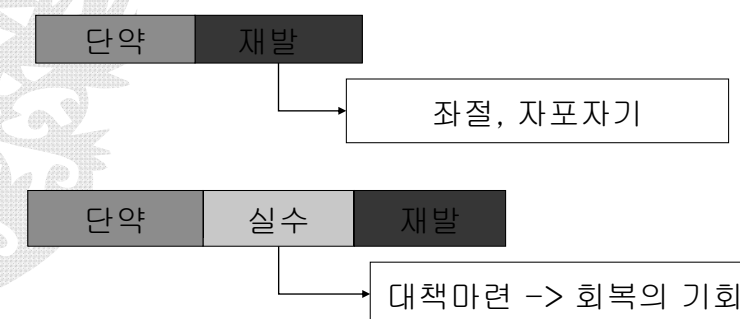 단약 재발
좌절, 자포자기
단약 실수 재발
대책마련 -> 회복의 기회